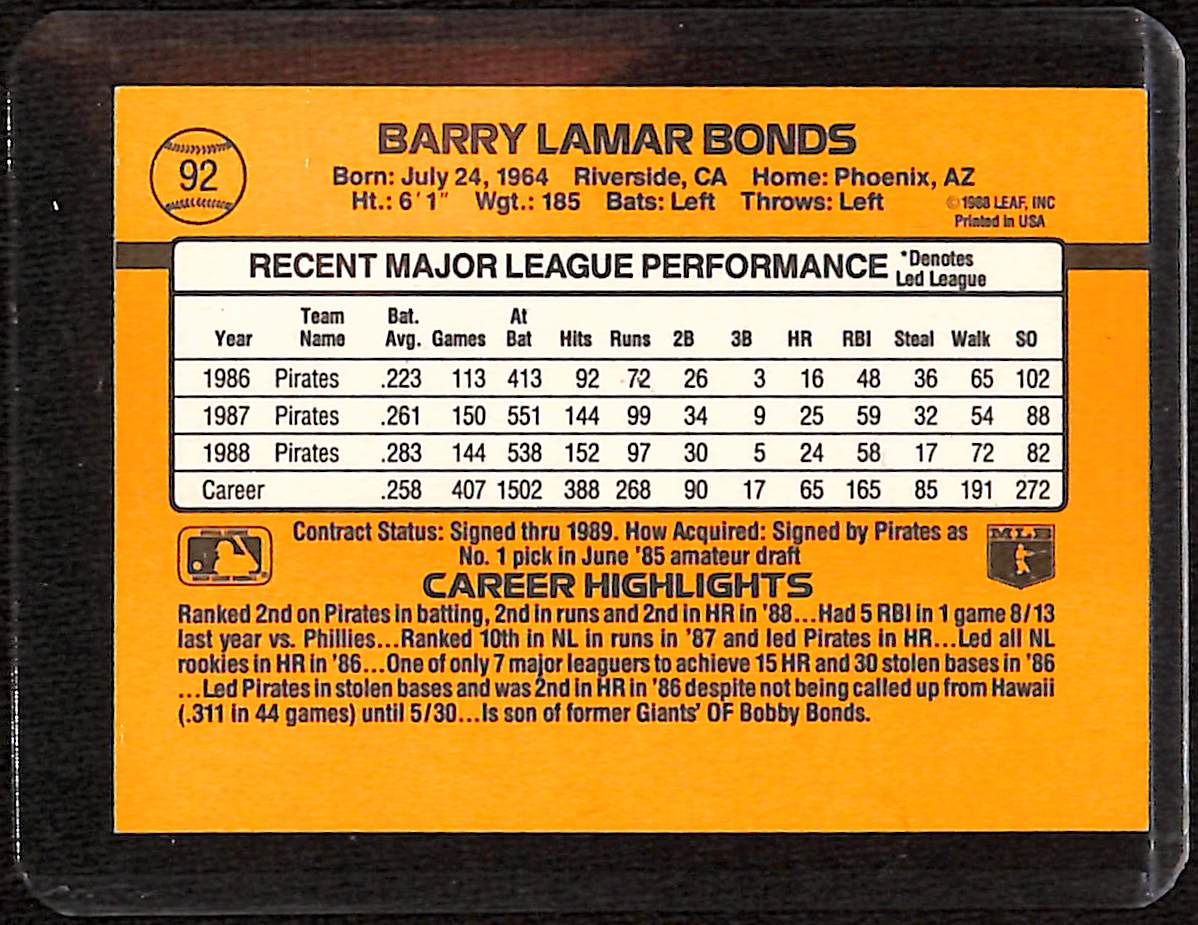 92
BARRY LAMAR BONDS
Born: July 24, 1964 Riverside, CA Home: Phoenix, AZ
Ht.: 6'1" Wgt.: 185 Bats: Left Throws: Left
©1988 LEAF, INC
Printed in USA
RECENT MAJOR LEAGUE PERFORMANCE *Denotes
Led League
Team Bat. At
Year Name Avg. Games Bat Hits Runs 2B 3B HR RBI Steal Walk SO
1986 Pirates .223 113 413 92 72 26 3 16 48 36 65 102
1987 Pirates .261 150 551 144 99 34 9 25 59 32 54 88
1988 Pirates .283 144 538 152 97 30 5 24 58 17 72 82
Career .258 407 1502 388 268 90 17 65 165 85 191 272
Contract Status: Signed thru 1989. How Acquired: Signed by Pirates as
No. 1 pick in June '85 amateur draft
MLB
CAREER HIGHLIGHTS
Ranked 2nd on Pirates in batting, 2nd in runs and 2nd in HR in '88...Had 5 RBI in 1 game 8/13
last year vs. Phillies...Ranked 10th in NL in runs in '87 and led Pirates in HR...Led all NL
rookies in HR in '86...One of only 7 major leaguers to achieve 15 HR and 30 stolen bases in '86
...Led Pirates in stolen bases and was 2nd in HR in '86 despite not being called up from Hawaii
(.311 in 44 games) until 5/30...Is son of former Giants' OF Bobby Bonds.